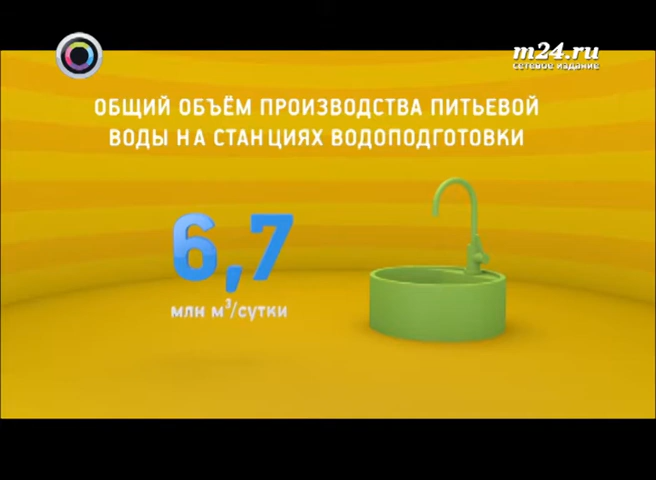 m24.ru
сетевое издание
ОБЩИЙ ОБЪЁМ ПРОИЗВОДСТВА ПИТЬЕВОЙ
ВОДЫ НА СТАНЦИЯХ ВОДОПОДГОТОВКИ
6,7
млн м³/сутки